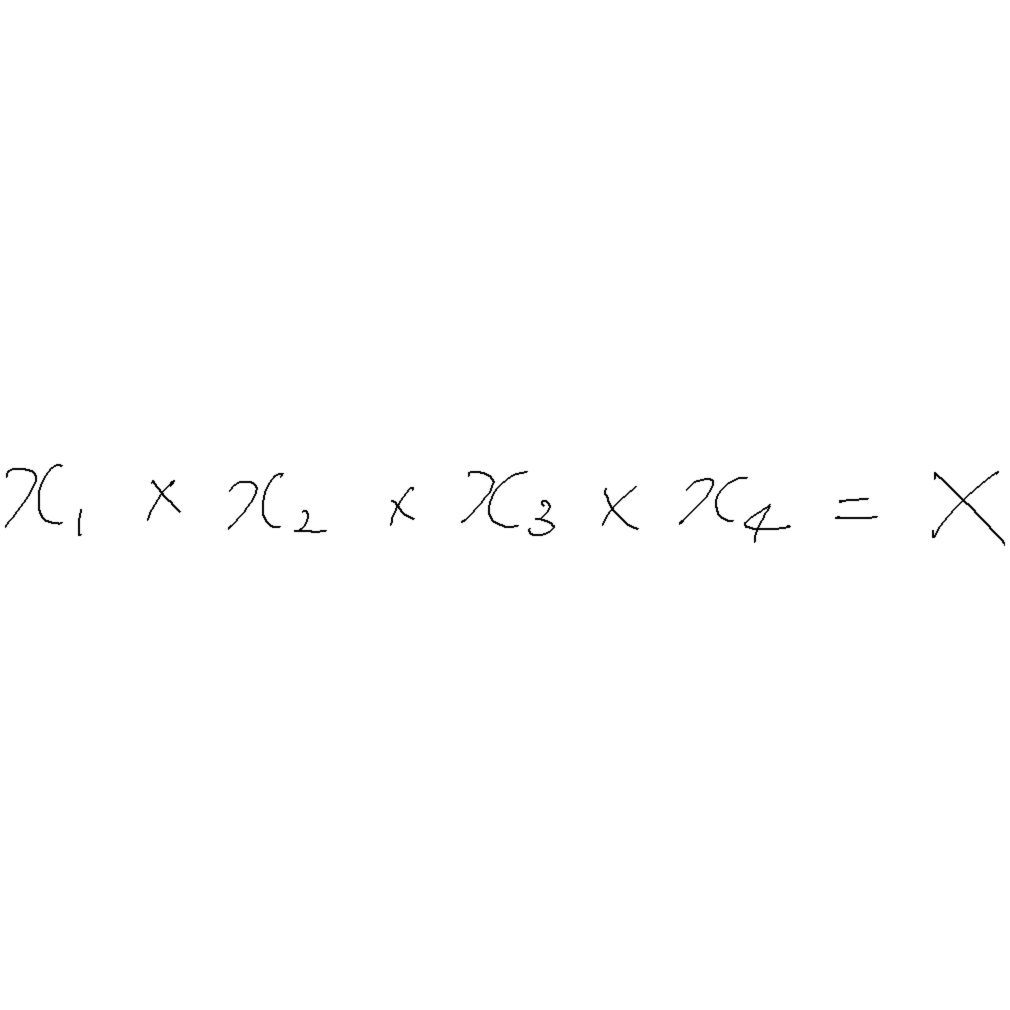 x₁ × x₂ × x₃ × x₄ = X